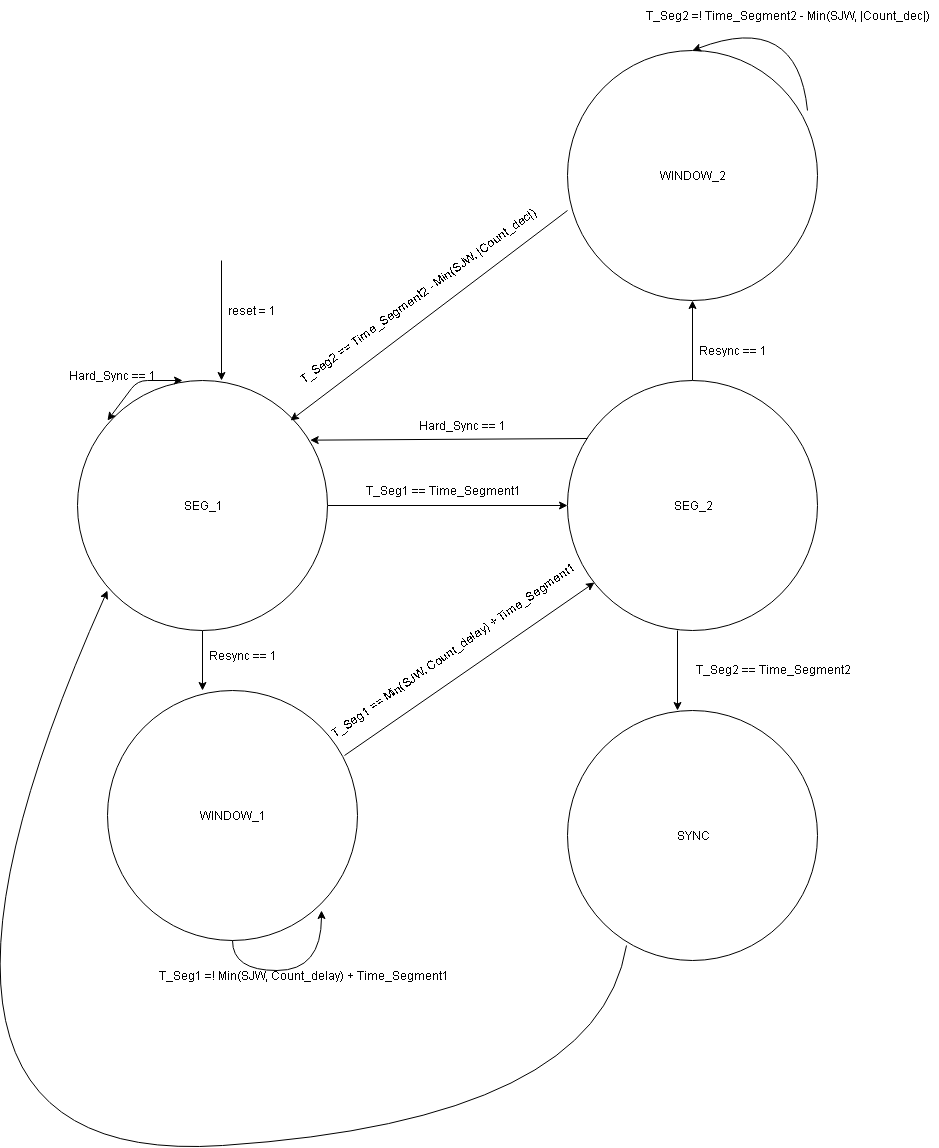 T_Seg2 =! Time_Segment2 - Min(SJW, |Count_dec|)
WINDOW_2
T_Seg2 == Time_Segment2 - Min(SJW, |Count_dec|)
reset = 1
Resync == 1
Hard_Sync == 1
Hard_Sync == 1
T_Seg1 == Time_Segment1
SEG_1
SEG_2
T_Seg1 == Min(SJW, Count_delay) + Time_Segment1
Resync == 1
T_Seg2 == Time_Segment2
WINDOW_1
SYNC
T_Seg1 =! Min(SJW, Count_delay) + Time_Segment1